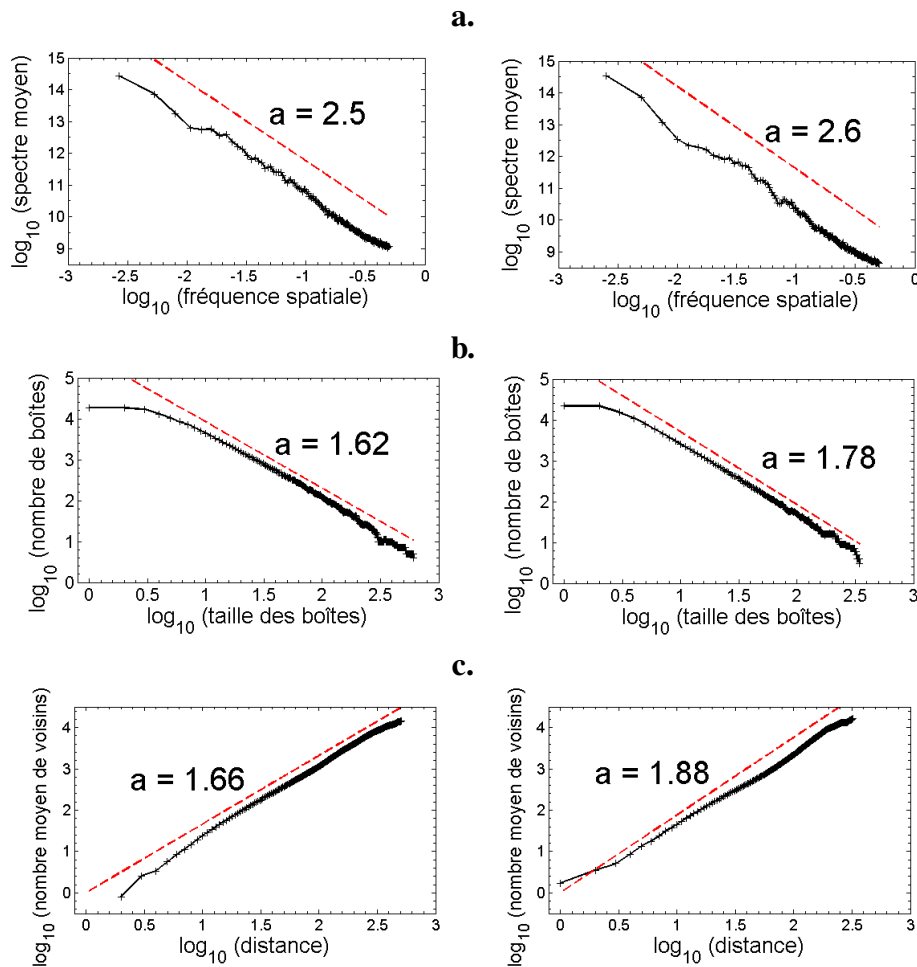 a.
log10 (spectre moyen)
15
14
13
12
11
10
9
a = 2.5
-3 -2.5 -2 -1.5 -1 -0.5 0
log10 (fréquence spatiale)
log10 (spectre moyen)
15
14
13
12
11
10
9
a = 2.6
-3 -2.5 -2 -1.5 -1 -0.5 0
log10 (fréquence spatiale)
b.
log10 (nombre de boîtes)
5
4
3
2
1
0
a = 1.62
0 0.5 1 1.5 2 2.5 3
log10 (taille des boîtes)
log10 (nombre de boîtes)
5
4
3
2
1
0
a = 1.78
0 0.5 1 1.5 2 2.5 3
log10 (taille des boîtes)
c.
log10 (nombre moyen de voisins)
4
3
2
1
0
a = 1.66
0 0.5 1 1.5 2 2.5 3
log10 (distance)
log10 (nombre moyen de voisins)
4
3
2
1
0
a = 1.88
0 0.5 1 1.5 2 2.5 3
log10 (distance)